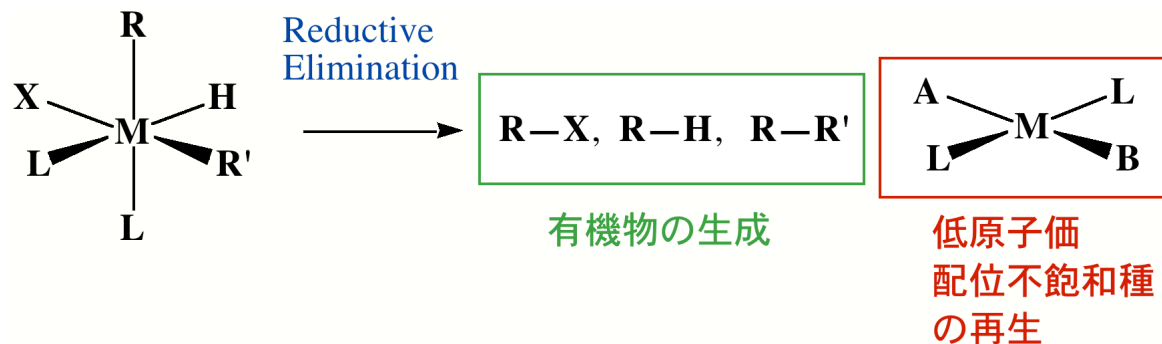 Reductive
Elimination
R
X
H
M
L
R'
L
R—X, R—H, R—R'
A
L
M
L
B
有機物の生成
低原子価
配位不飽和種
の再生